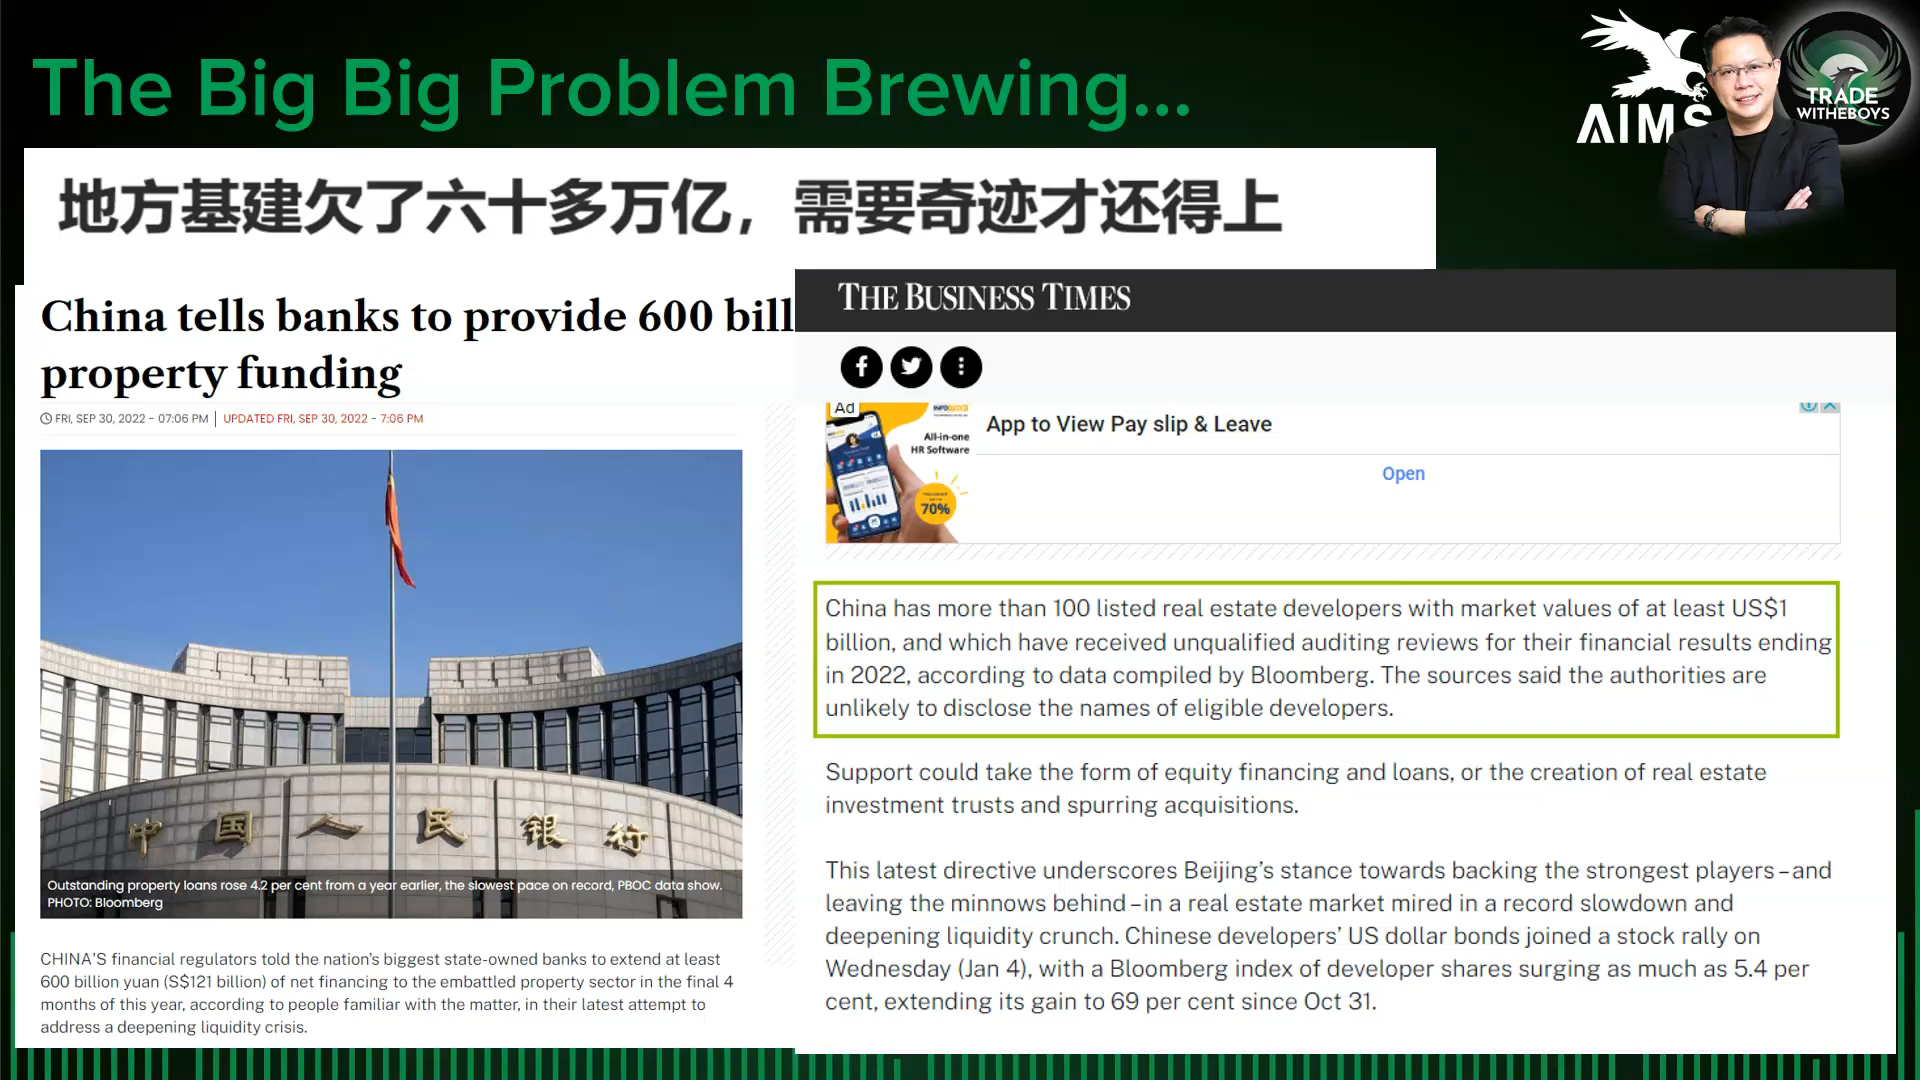 The Big Big Problem Brewing...
AIMS
TRADE
WITHEBOYS
地方基建欠了六十多万亿，需要奇迹才还得上
China tells banks to provide 600 bill
property funding
FRI, SEP 30, 2022 - 07:06 PM | UPDATED FRI, SEP 30, 2022 - 7:06 PM
中国人民银行
Outstanding property loans rose 4.2 per cent from a year earlier, the slowest pace on record, PBOC data show.
PHOTO: Bloomberg
CHINA'S financial regulators told the nation's biggest state-owned banks to extend at least
600 billion yuan (S$121 billion) of net financing to the embattled property sector in the final 4
months of this year, according to people familiar with the matter, in their latest attempt to
address a deepening liquidity crisis.
THE BUSINESS TIMES
Ad
All-in-one
HR Software
70%
App to View Pay slip & Leave
Open
China has more than 100 listed real estate developers with market values of at least US$1
billion, and which have received unqualified auditing reviews for their financial results ending
in 2022, according to data compiled by Bloomberg. The sources said the authorities are
unlikely to disclose the names of eligible developers.
Support could take the form of equity financing and loans, or the creation of real estate
investment trusts and spurring acquisitions.
This latest directive underscores Beijing’s stance towards backing the strongest players – and
leaving the minnows behind – in a real estate market mired in a record slowdown and
deepening liquidity crunch. Chinese developers’ US dollar bonds joined a stock rally on
Wednesday (Jan 4), with a Bloomberg index of developer shares surging as much as 5.4 per
cent, extending its gain to 69 per cent since Oct 31.